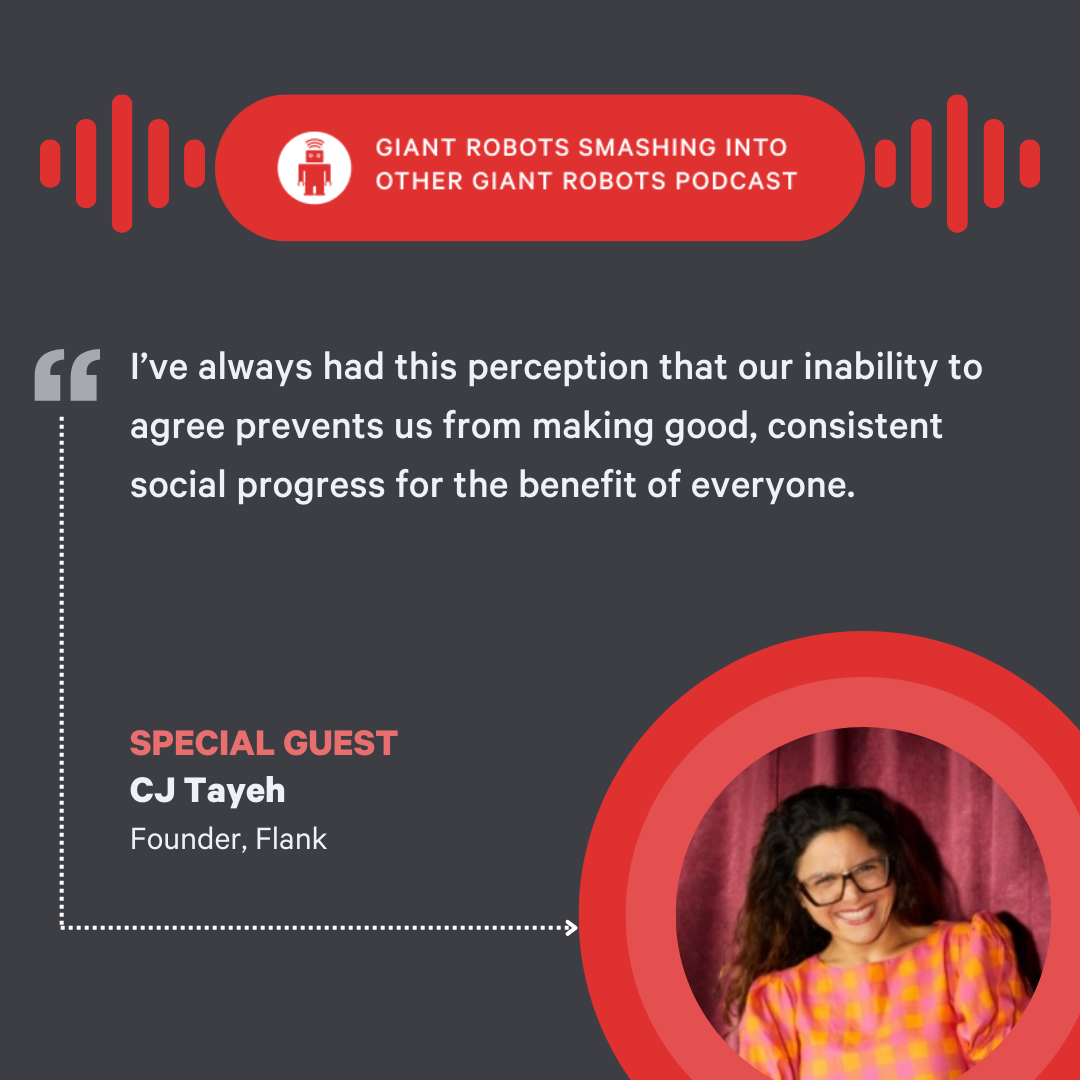 GIANT ROBOTS SMASHING INTO
OTHER GIANT ROBOTS PODCAST
“ I’ve always had this perception that our inability to
agree prevents us from making good, consistent
social progress for the benefit of everyone.
SPECIAL GUEST
CJ Tayeh
Founder, Flank